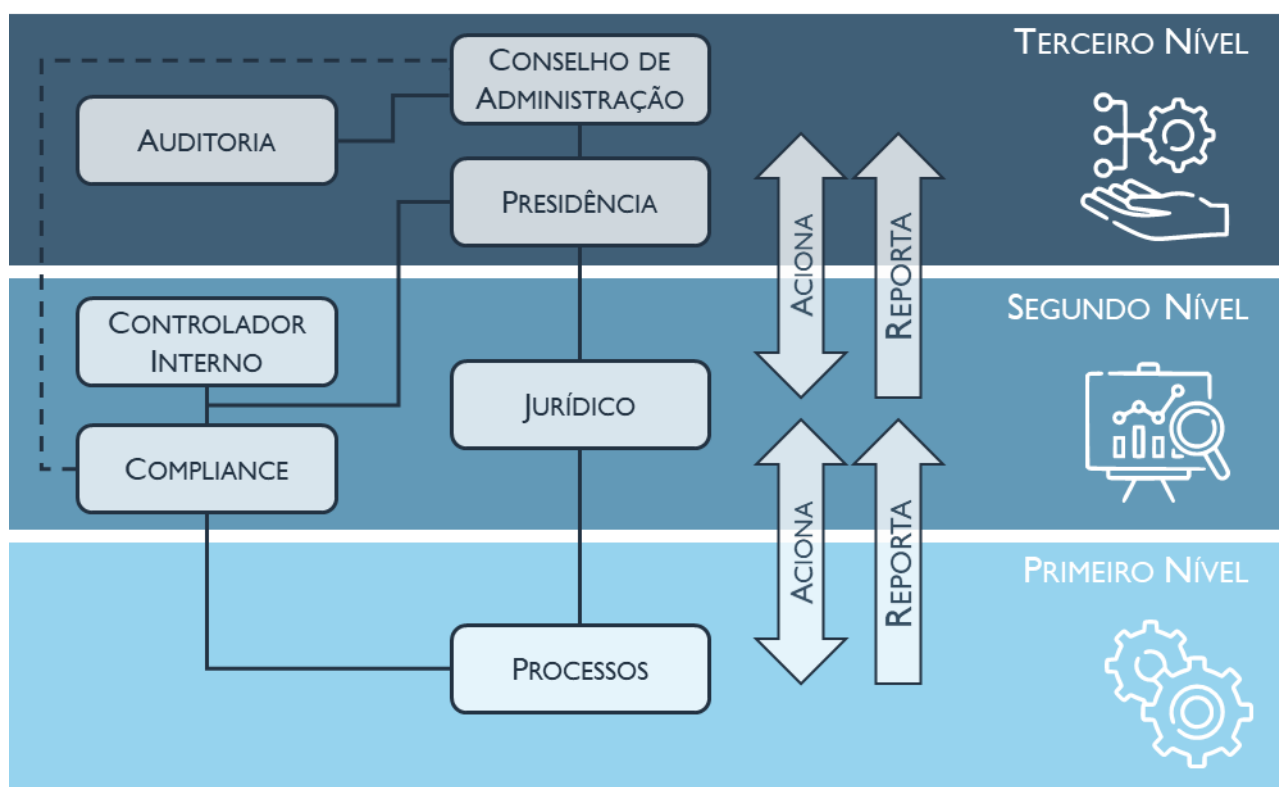 TERCEIRO NÍVEL
CONSELHO DE
ADMINISTRAÇÃO
AUDITORIA
PRESIDÊNCIA
ACIONA
REPORTA
SEGUNDO NÍVEL
CONTROLADOR
INTERNO
JURÍDICO
COMPLIANCE
ACIONA
REPORTA
PRIMEIRO NÍVEL
PROCESSOS